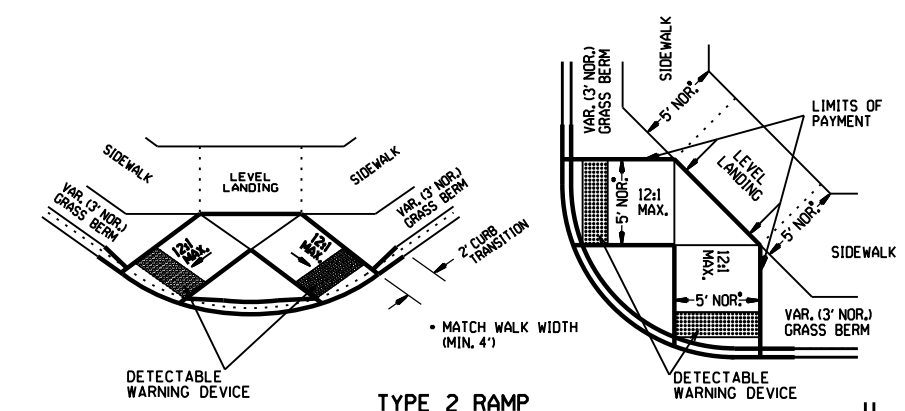 SIDEWALK
LEVEL
LANDING
SIDEWALK
VAR. (3' NOR.)
GRASS BERM
VAR. (3' NOR.)
GRASS BERM
12:1
MAX.
12:1
MAX.
2' CURB
TRANSITION
• MATCH WALK WIDTH
(MIN. 4')
DETECTABLE
WARNING DEVICE
TYPE 2 RAMP
VAR. (3' NOR.)
GRASS BERM
SIDEWALK
5' NOR.•
LIMITS OF
PAYMENT
LEVEL
LANDING
5' NOR.•
12:1
MAX.
5' NOR.•
SIDEWALK
12:1
MAX.
5' NOR.•
VAR. (3' NOR.)
GRASS BERM
DETECTABLE
WARNING DEVICE